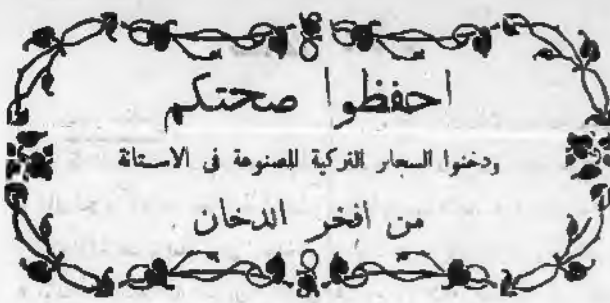 احفظوا صحتكم
ودخنوا السجاير التركية المصنوعة فى الاستانة
من افخر الدخان